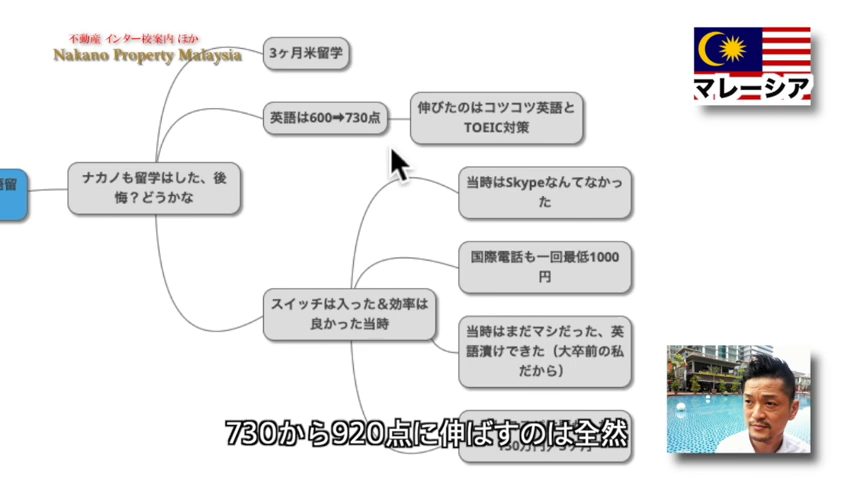 不動産 インター校案内 ほか
Nakano Property Malaysia
マレーシア
3ヶ月米留学
英語は600➡730点
伸びたのはコツコツ英語と
TOEIC対策
ナカノも留学はした、後
悔？どうかな
当時はSkypeなんてなかっ
た
国際電話も一回最低1000
円
スイッチは入った＆効率は
良かった当時
当時はまだマシだった、英
語漬けできた（大卒前の私
だから）
730から920点に伸ばすのは全然